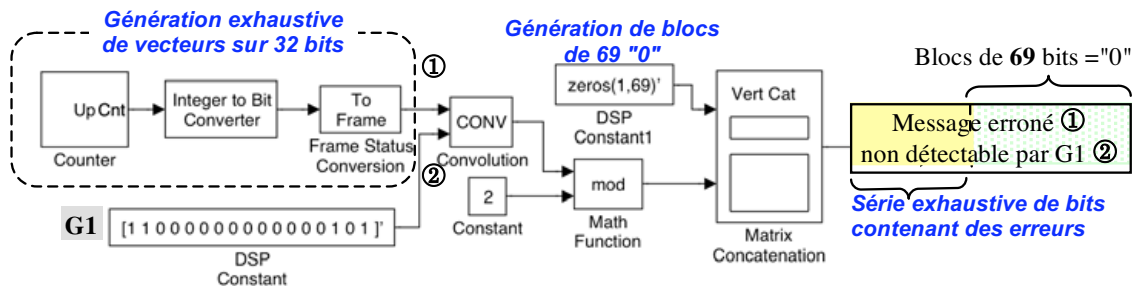 Génération exhaustive
de vecteurs sur 32 bits
①
Up Cnt
Counter
Integer to Bit
Converter
To
Frame
Frame Status
Conversion
②
G1
[1 1 0 0 0 0 0 0 0 0 0 0 0 0 1 0 1 ]'
DSP
Constant
CONV
Convolution
2
Constant
Génération de blocs
de 69 "0"
zeros(1,69)'
DSP
Constant1
mod
Math
Function
Vert Cat
Matrix
Concatenation
Blocs de 69 bits ="0"
Message erroné ①
non détectable par G1 ②
Série exhaustive de bits
contenant des erreurs